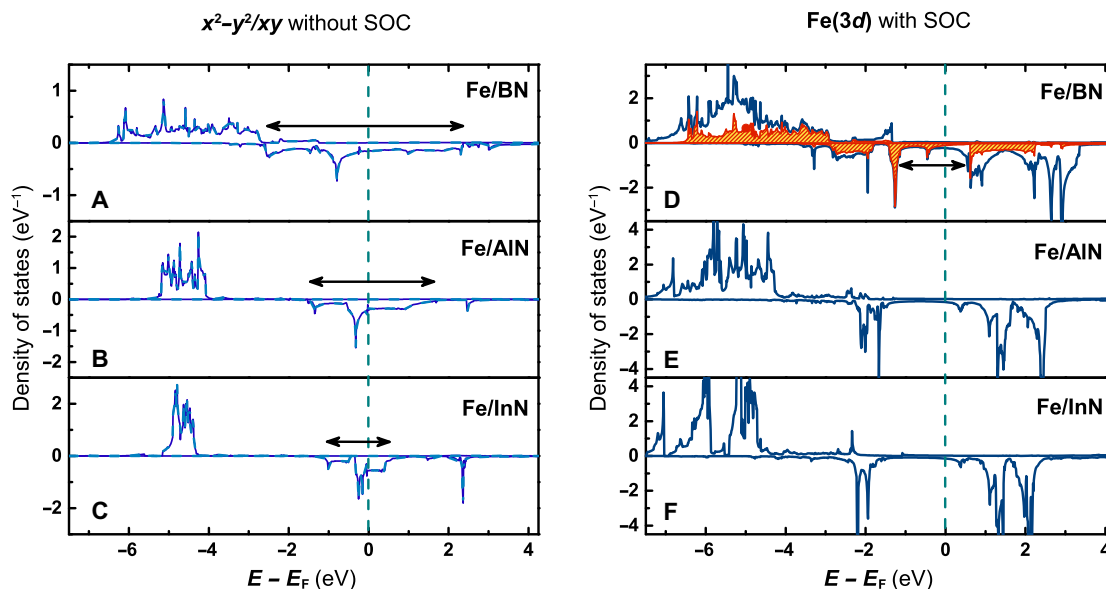 x²–y²/xy without SOC
Fe(3d) with SOC
Density of states (eV⁻¹)
1
0
−1
Fe/BN
A
2
1
0
−1
−2
Fe/AlN
B
2
0
−2
Fe/InN
C
−6 −4 −2 0 2 4
E – E_F (eV)
Density of states (eV⁻¹)
2
0
−2
Fe/BN
D
4
2
0
−2
−4
Fe/AlN
E
4
2
0
−2
−4
Fe/InN
F
−6 −4 −2 0 2 4
E – E_F (eV)